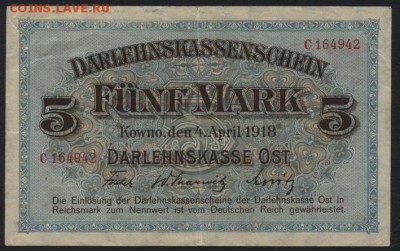 COINS.LAVE.RU
C 164942
DARLEHNSKASSENSCHEIN
5 FÜNF MARK 5
Kowno, den 4. April 1918
C 164942
DARLEHNSKASSE OST.
Die Einlösung der Darlehnskassenscheine der Darlehnskasse Ost in
Reichsmark zum Nennwert ist vom Deutschen Reich gewährleistet.